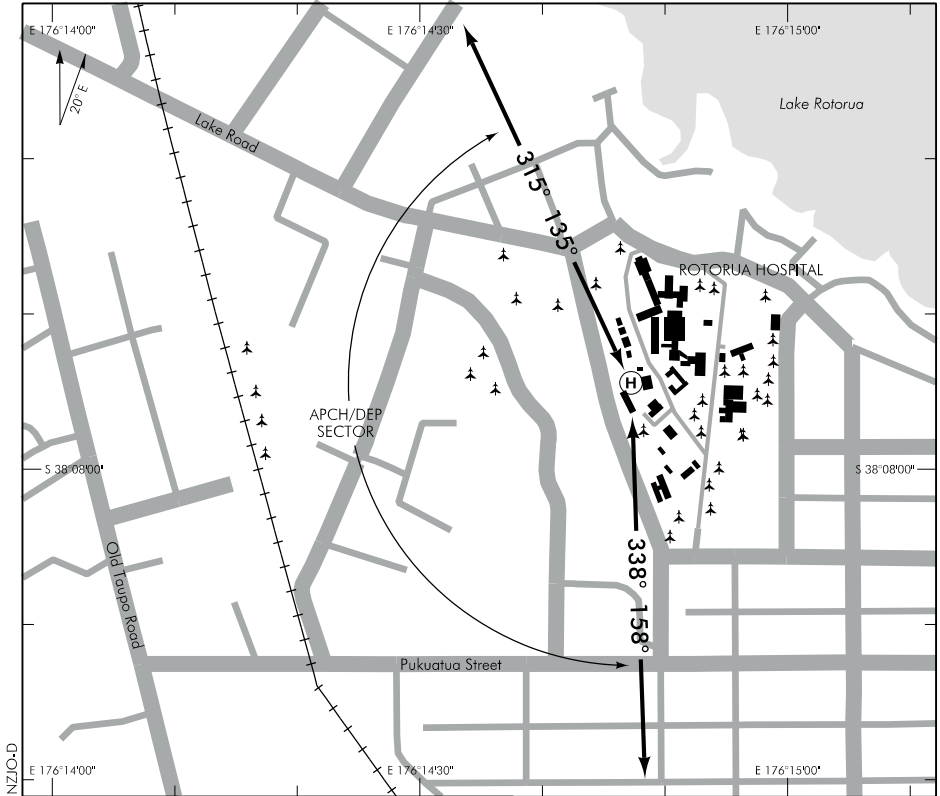 E 176°14'00"
E 176°14'30"
E 176°15'00"
20° E
Lake Road
Lake Rotorua
315° 135°
ROTORUA HOSPITAL
H
APCH/DEP
SECTOR
S 38°08'00"
S 38°08'00"
Old Taupo Road
338° 158°
Pukuatua Street
NZJO-D
E 176°14'00"
E 176°14'30"
E 176°15'00"